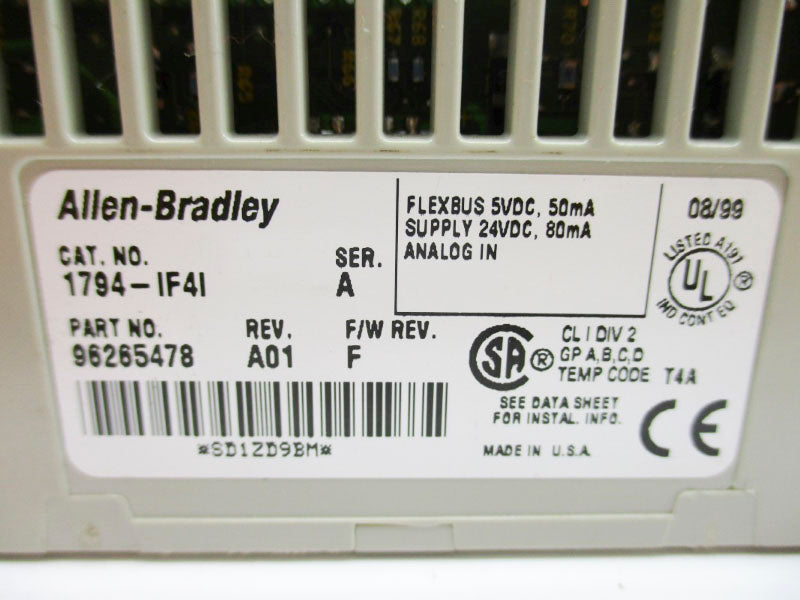 Allen-Bradley
CAT. NO.
SER.
1794-IF4I
A
PART NO.
REV.
F/W REV.
96265478
A01
F
*SD1ZD9BM*
FLEXBUS 5VDC, 50mA
SUPPLY 24VDC, 80mA
ANALOG IN
08/99
LISTED A191
UL
®
IND CONT EQ
SA
®
CL I DIV 2
GP A,B,C,D
TEMP CODE T4A
SEE DATA SHEET
FOR INSTAL. INFO.
MADE IN U.S.A.
CE